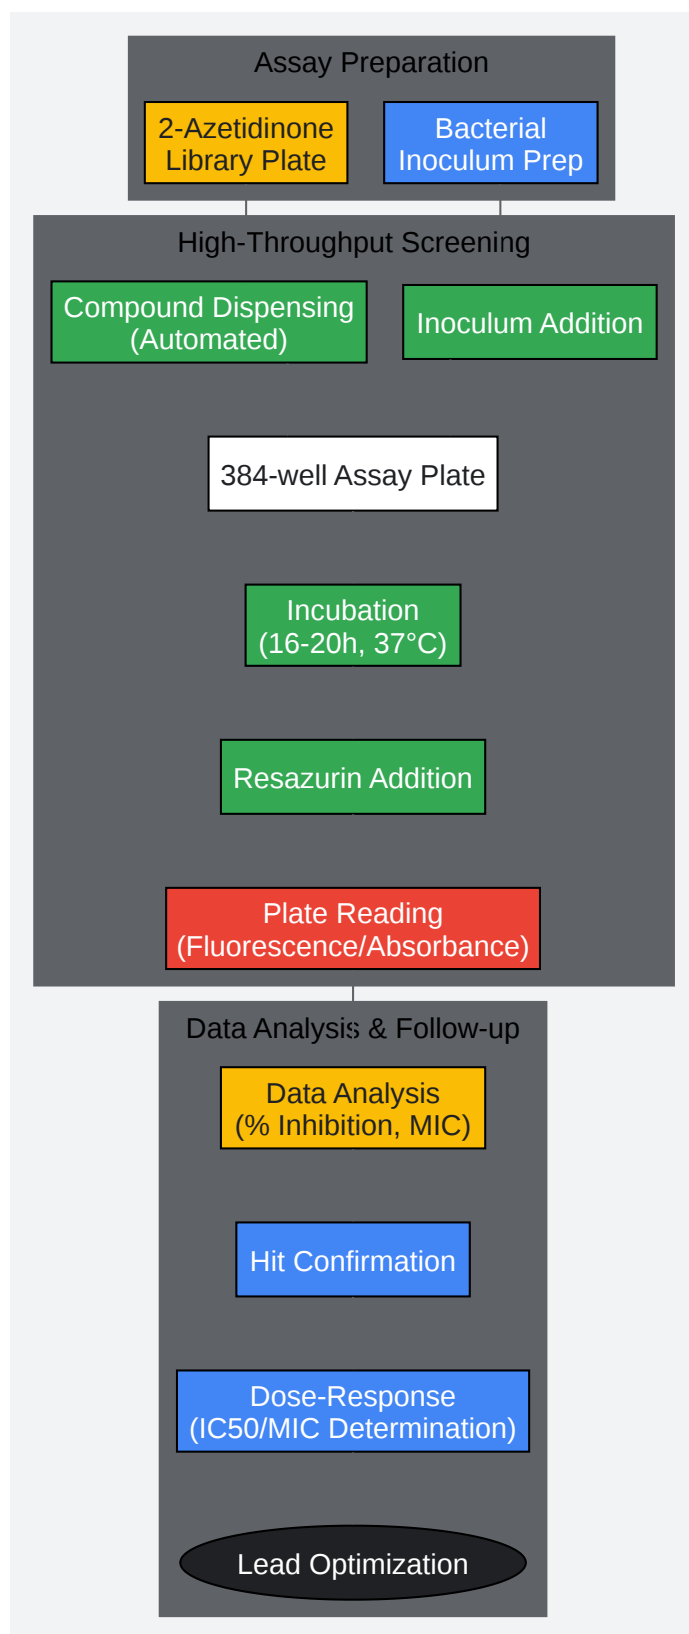 Assay Preparation
2-Azetidinone
Library Plate
Bacterial
Inoculum Prep
High-Throughput Screening
Compound Dispensing
(Automated)
Inoculum Addition
384-well Assay Plate
Incubation
(16-20h, 37°C)
Resazurin Addition
Plate Reading
(Fluorescence/Absorbance)
Data Analysis & Follow-up
Data Analysis
(% Inhibition, MIC)
Hit Confirmation
Dose-Response
(IC50/MIC Determination)
Lead Optimization